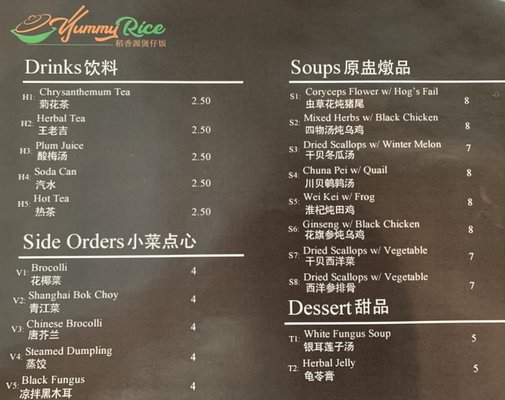 Yummy Rice
稻香源煲仔饭
Drinks 饮料
H1: Chrysanthemum Tea
菊花茶 2.50
H2: Herbal Tea
王老吉 2.50
H3: Plum Juice
酸梅汤 2.50
H4: Soda Can
汽水 2.50
H5: Hot Tea
热茶 2.50
Side Orders 小菜点心
V1: Brocolli 4
花椰菜
V2: Shanghai Bok Choy 4
青江菜
V3: Chinese Brocolli 4
唐芥兰
V4: Steamed Dumpling 4
蒸饺
V5: Black Fungus 4
凉拌黑木耳
Soups 原盅燉品
S1: Coryceps Flower w/ Hog's Fail
虫草花炖猪尾 8
S2: Mixed Herbs w/ Black Chicken
四物汤炖乌鸡 8
S3: Dried Scallops w/ Winter Melon 7
干贝冬瓜汤
S4: Chuna Pei w/ Quail
川贝鹌鹑汤 8
S5: Wei Kei w/ Frog
淮杞炖田鸡 8
S6: Ginseng w/ Black Chicken
花旗参炖乌鸡 8
S7: Dried Scallops w/ Vegetable
干贝西洋菜 7
S8: Dried Scallops w/ Vegetable
西洋参排骨 7
Dessert 甜品
T1: White Fungus Soup 5
银耳莲子汤
T2: Herbal Jelly 5
龟苓膏